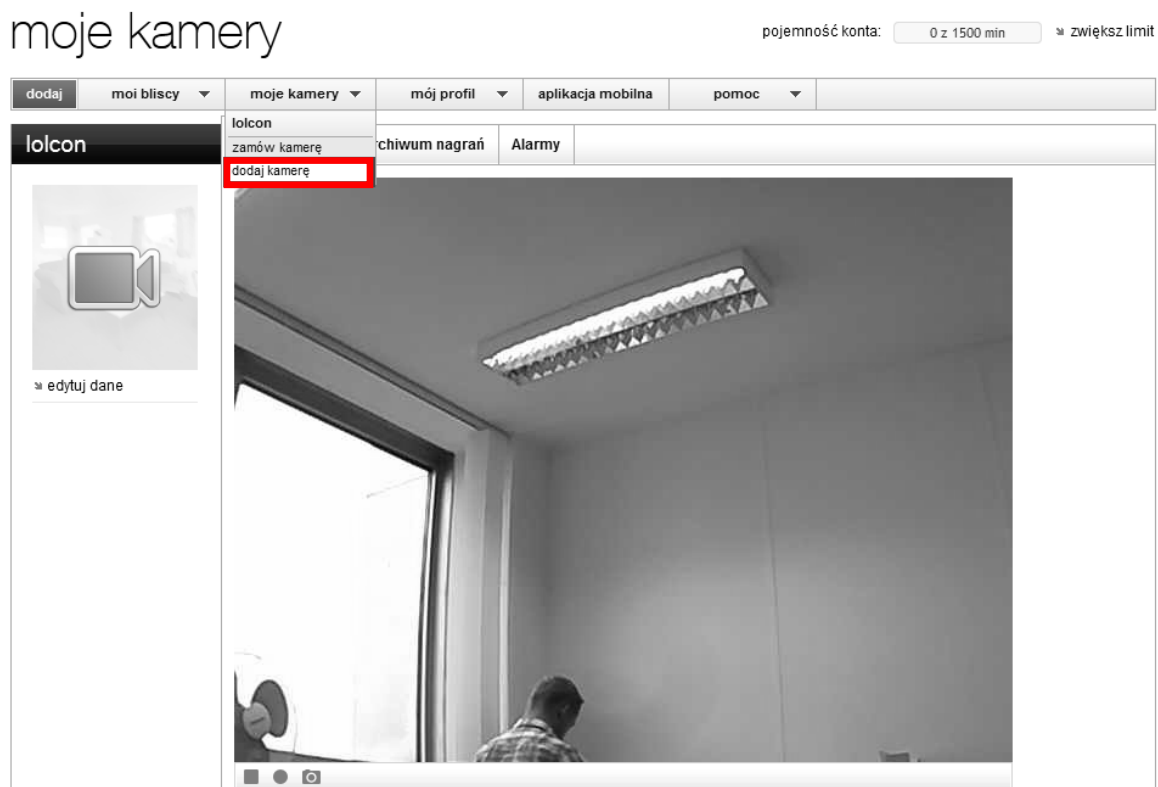 moje kamery
pojemność konta: 0 z 1500 min zwiększ limit
dodaj moi bliscy moje kamery mój profil aplikacja mobilna pomoc
lolcon
zamów kamerę
dodaj kamerę
lolcon
nagrań Alarmy
edytuj dane